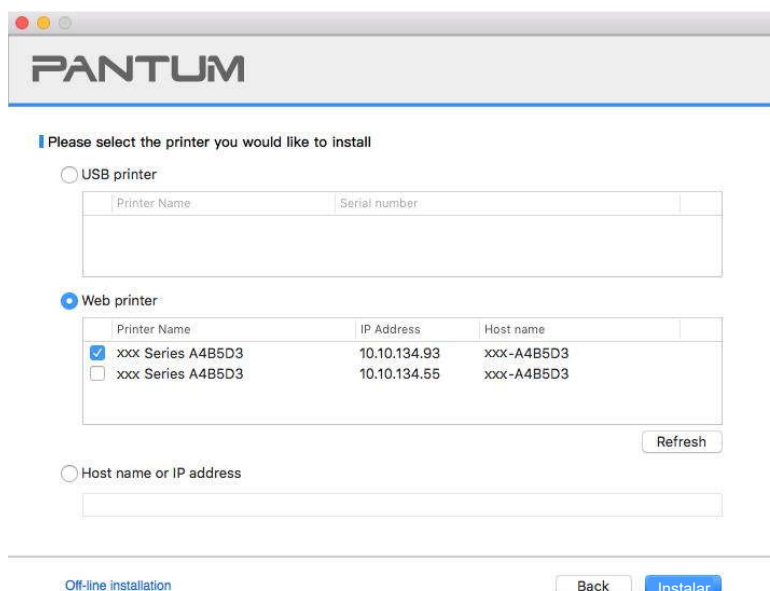 PANTUM
Please select the printer you would like to install
USB printer
Printer Name Serial number
Web printer
Printer Name IP Address Host name
xxx Series A4B5D3 10.10.134.93 xxx-A4B5D3
xxx Series A4B5D3 10.10.134.55 xxx-A4B5D3
Refresh
Host name or IP address
Off-line installation Back Instalar